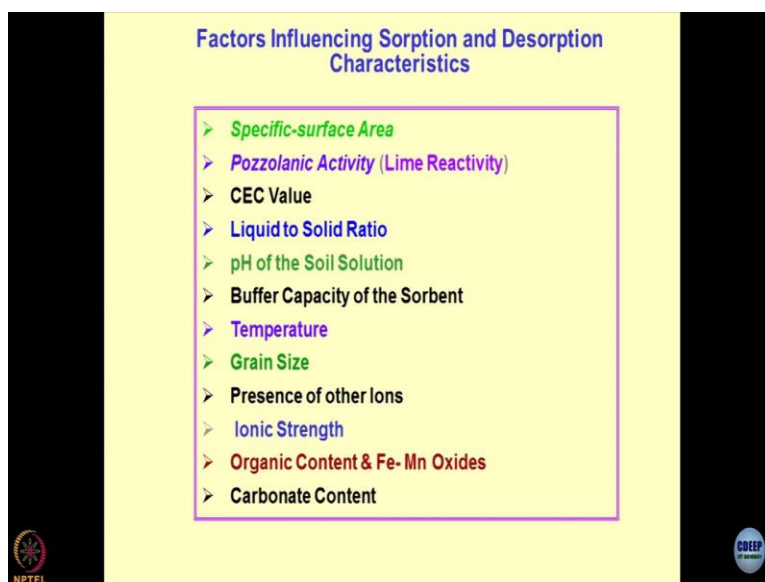 Factors Influencing Sorption and Desorption
Characteristics
Specific-surface Area
Pozzolanic Activity (Lime Reactivity)
CEC Value
Liquid to Solid Ratio
pH of the Soil Solution
Buffer Capacity of the Sorbent
Temperature
Grain Size
Presence of other Ions
Ionic Strength
Organic Content & Fe- Mn Oxides
Carbonate Content
NPTEL
CDEEP
IIT BOMBAY